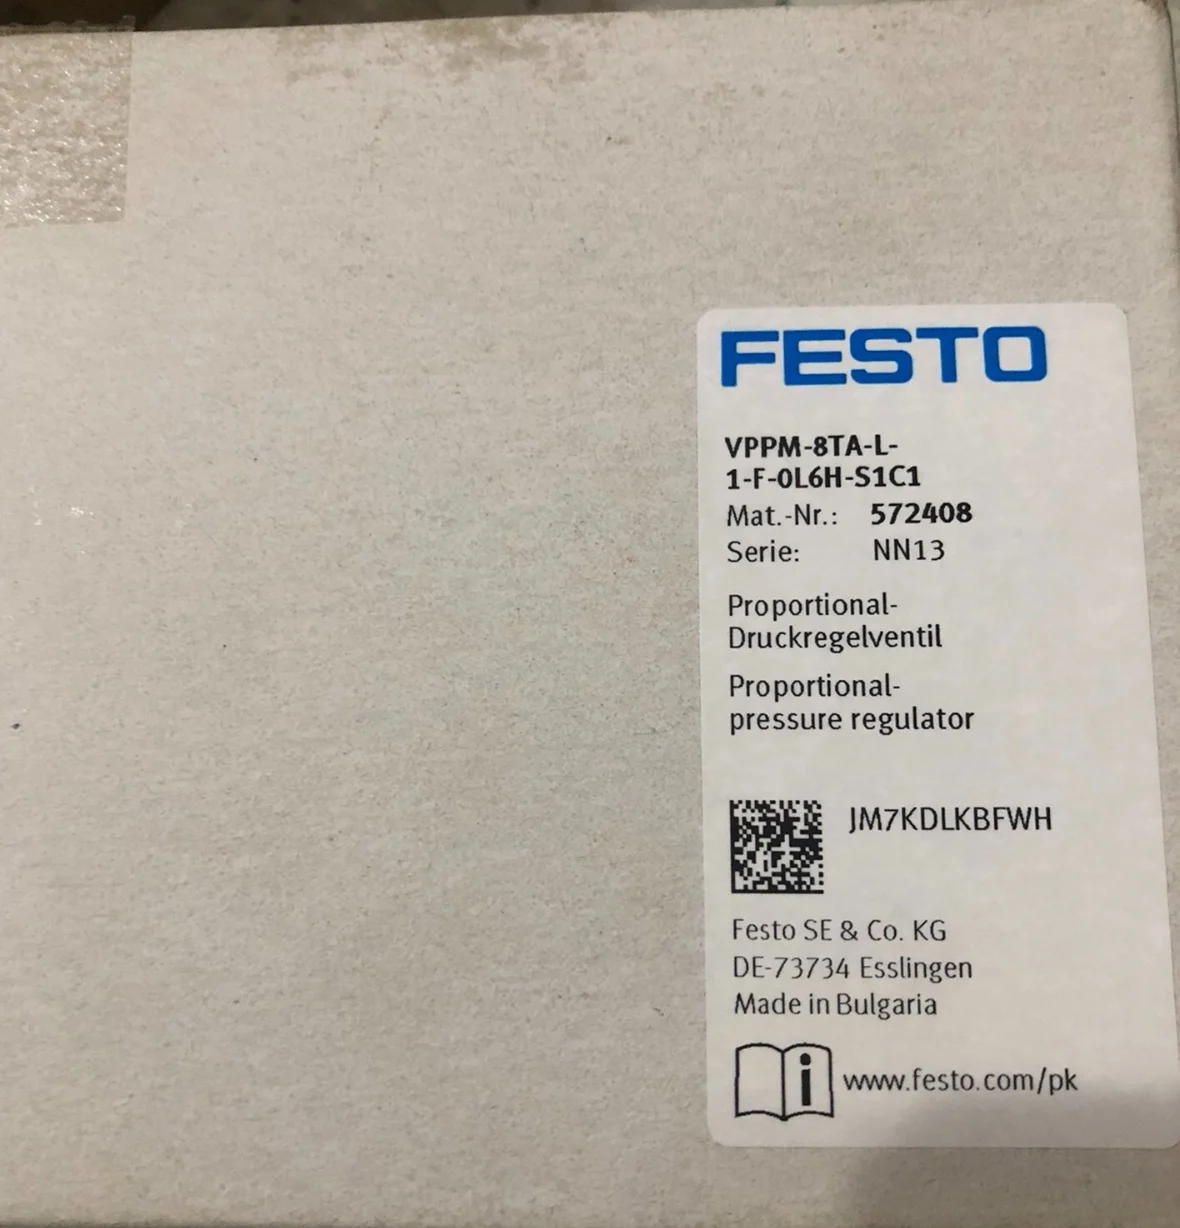 FESTO
VPPM-8TA-L-
1-F-0L6H-S1C1
Mat.-Nr.: 572408
Serie: NN13
Proportional-
Druckregelventil
Proportional-
pressure regulator
JM7KDLKBFWH
Festo SE & Co. KG
DE-73734 Esslingen
Made in Bulgaria
i www.festo.com/pk